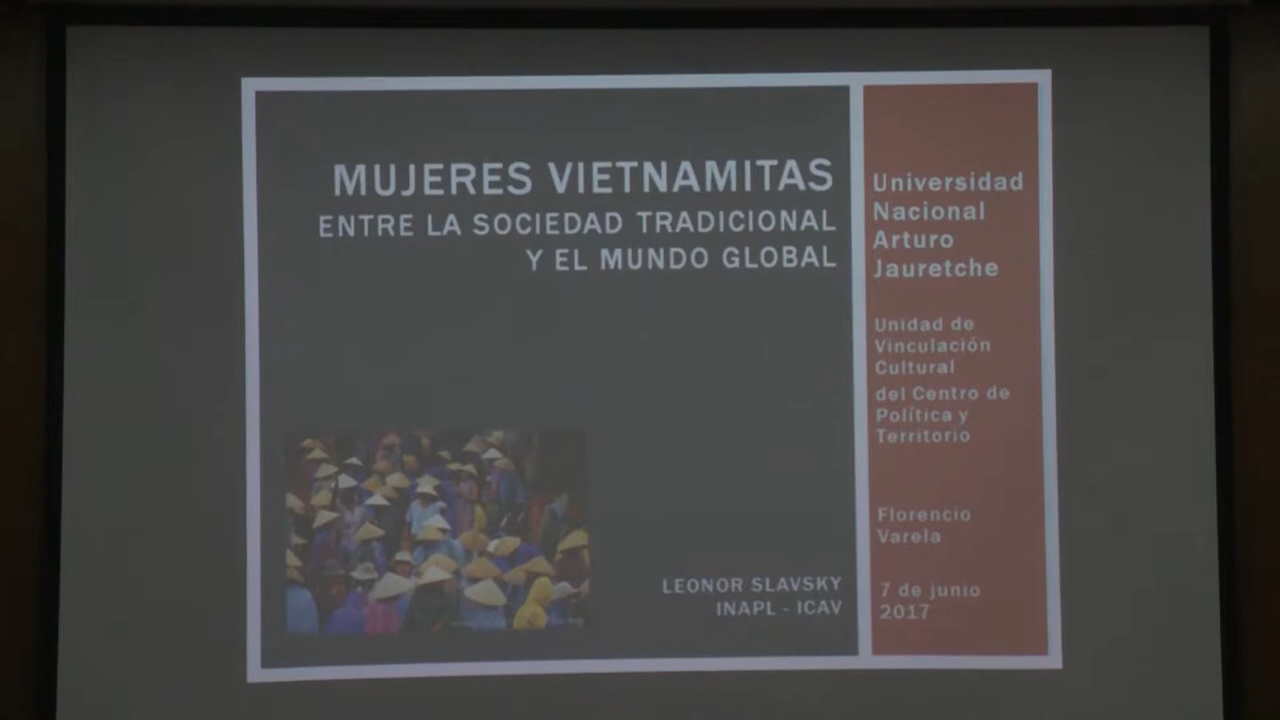 MUJERES VIETNAMITAS
ENTRE LA SOCIEDAD TRADICIONAL
Y EL MUNDO GLOBAL
LEONOR SLAVSKY
INAPL - ICAV
Universidad
Nacional
Arturo
Jauretche
Unidad de
Vinculación
Cultural
del Centro de
Política y
Territorio
Florencio
Varela
7 de junio
2017